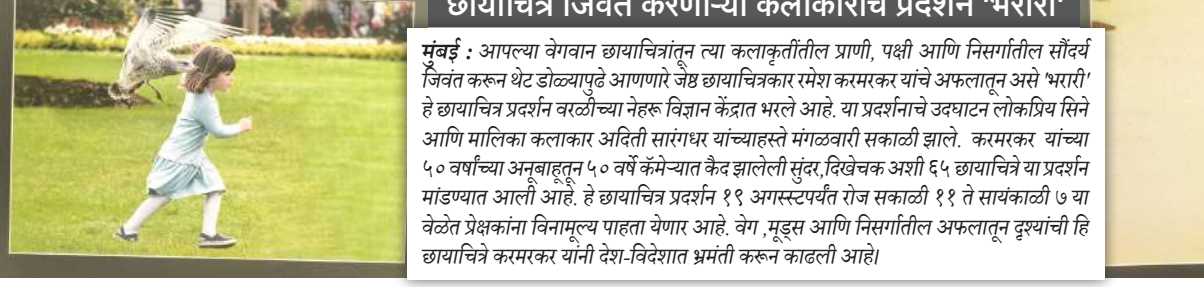 छायाचित्रे जिवंत करणाऱ्या कलाकाराचे प्रदर्शन 'भरारी'
मुंबई : आपल्या वेगवान छायाचित्रांतून त्या कलाकृतींतील प्राणी, पक्षी आणि निसर्गातील सौंदर्य
जिवंत करून थेट डोळ्यापुढे आणणारे जेष्ठ छायाचित्रकार रमेश करमरकर यांचे अफलातून असे 'भरारी'
हे छायाचित्र प्रदर्शन वरळीच्या नेहरू विज्ञान केंद्रात भरले आहे. या प्रदर्शनाचे उदघाटन लोकप्रिय सिने
आणि मालिका कलाकार अदिती सारंगधर यांच्याहस्ते मंगळवारी सकाळी झाले. करमरकर यांच्या
५० वर्षांच्या अनूबाहूतून ५० वर्षे कॅमेऱ्यात कैद झालेली सुंदर,दिखेचक अशी ६५ छायाचित्रे या प्रदर्शन
मांडण्यात आली आहे. हे छायाचित्र प्रदर्शन १९ अगस्स्टपर्यंत रोज सकाळी ११ ते सायंकाळी ७ या
वेळेत प्रेक्षकांना विनामूल्य पाहता येणार आहे. वेग ,मूड्स आणि निसर्गातील अफलातून दृश्यांची हि
छायाचित्रे करमरकर यांनी देश-विदेशात भ्रमंती करून काढली आहे।